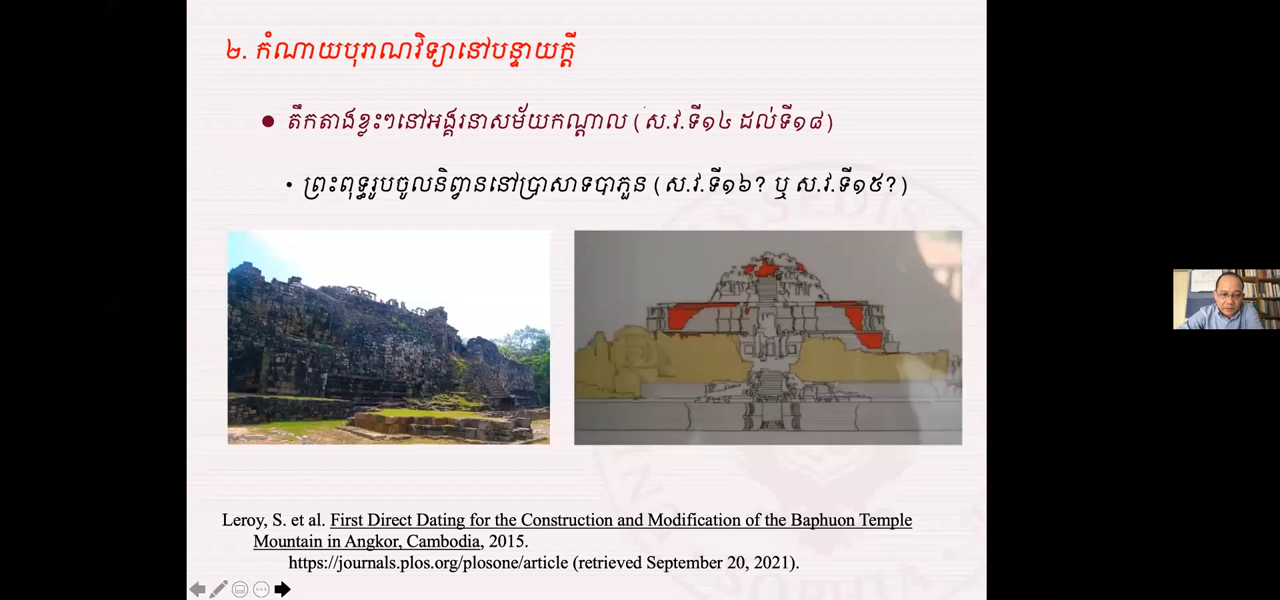 ២. កំណាយបុរាណវិទ្យានៅបន្ទាយក្តី
តឹកតាងខ្លះៗនៅអង្គរនាសម័យកណ្តាល (ស.វ.ទី១៤ ដល់ទី១៨)
ព្រះពុទ្ធរូបចូលនិព្វាននៅប្រាសាទបាភួន (ស.វ.ទី១៦? ឬ ស.វ.ទី១៥?)
Leroy, S. et al. First Direct Dating for the Construction and Modification of the Baphuon Temple
Mountain in Angkor, Cambodia, 2015.
https://journals.plos.org/plosone/article (retrieved September 20, 2021).